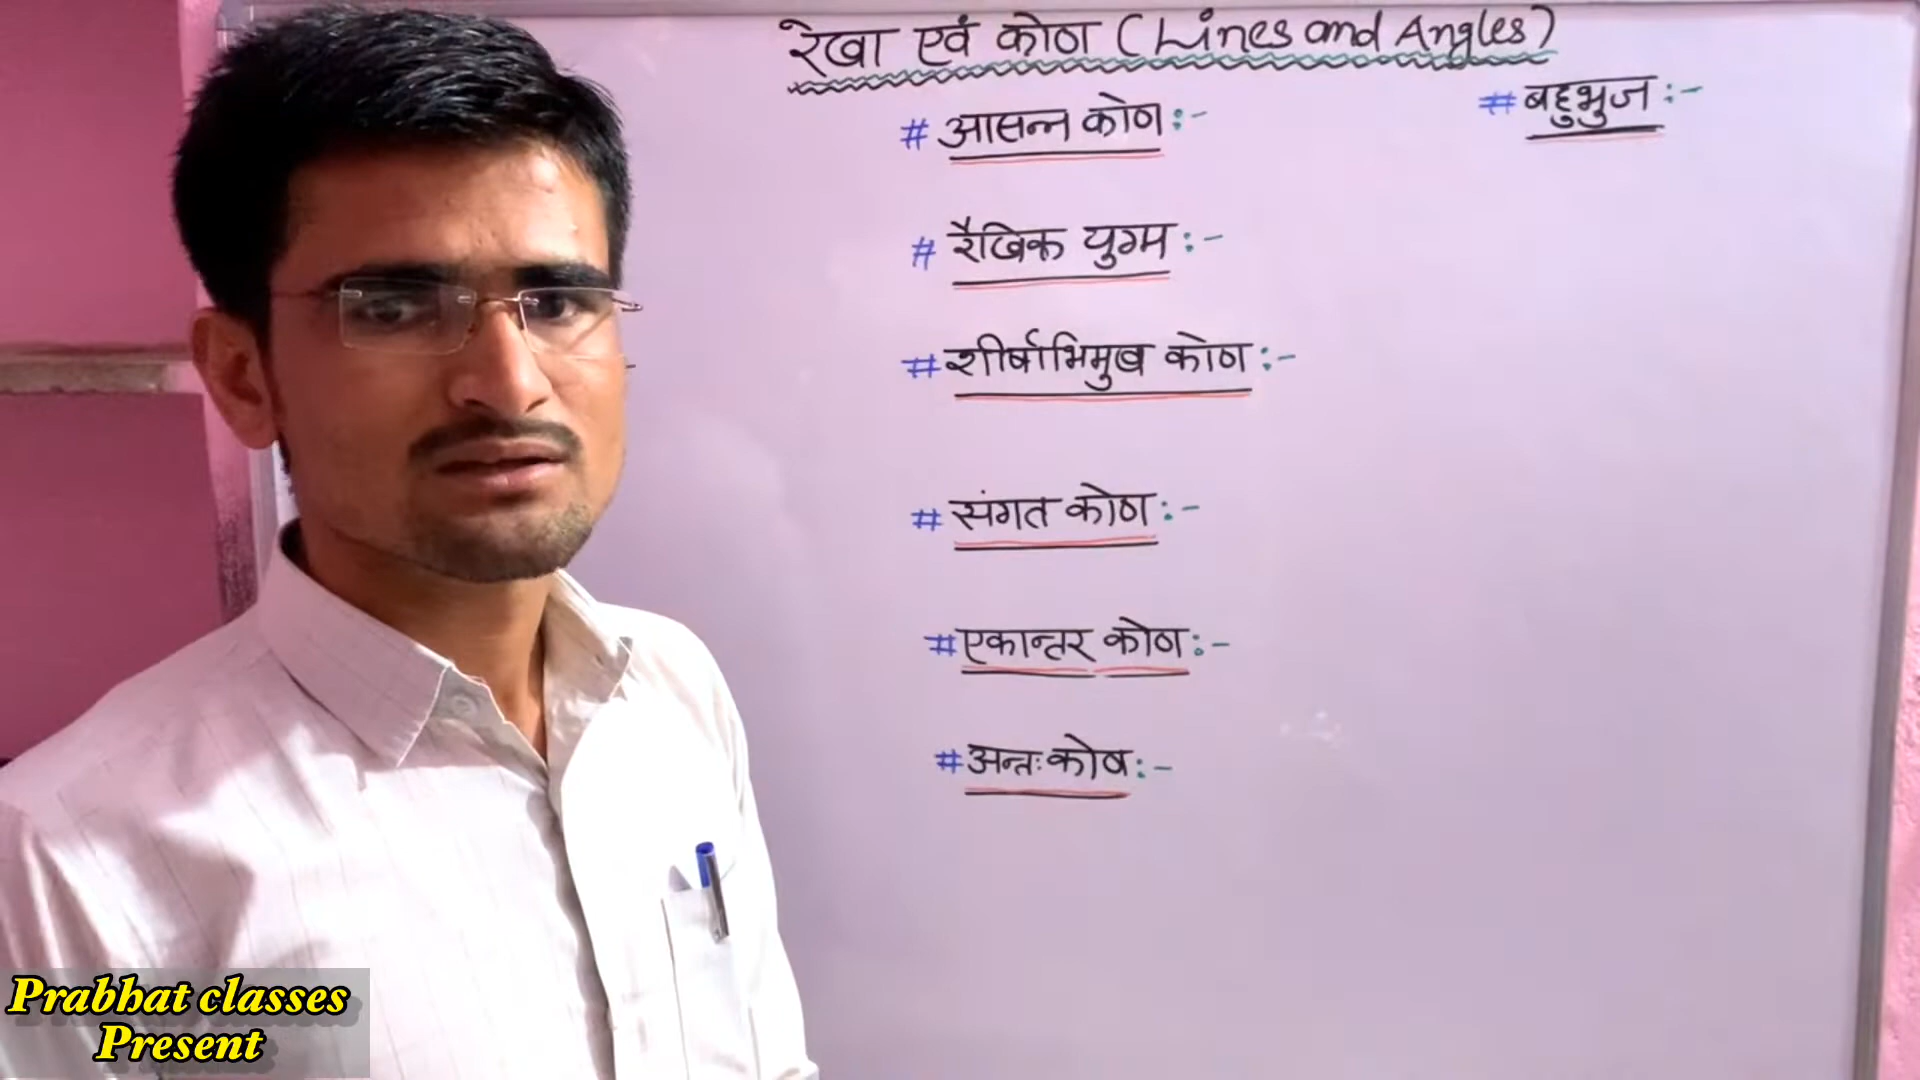 रेखा एवं कोण (Lines and Angles)
# आसन्न कोण :-
# रैखिक युग्म :-
# शीर्षाभिमुख कोण :-
# संगत कोण :-
# एकान्तर कोण :-
# अन्तः कोण :-
# बहुभुज :-
Prabhat classes
Present